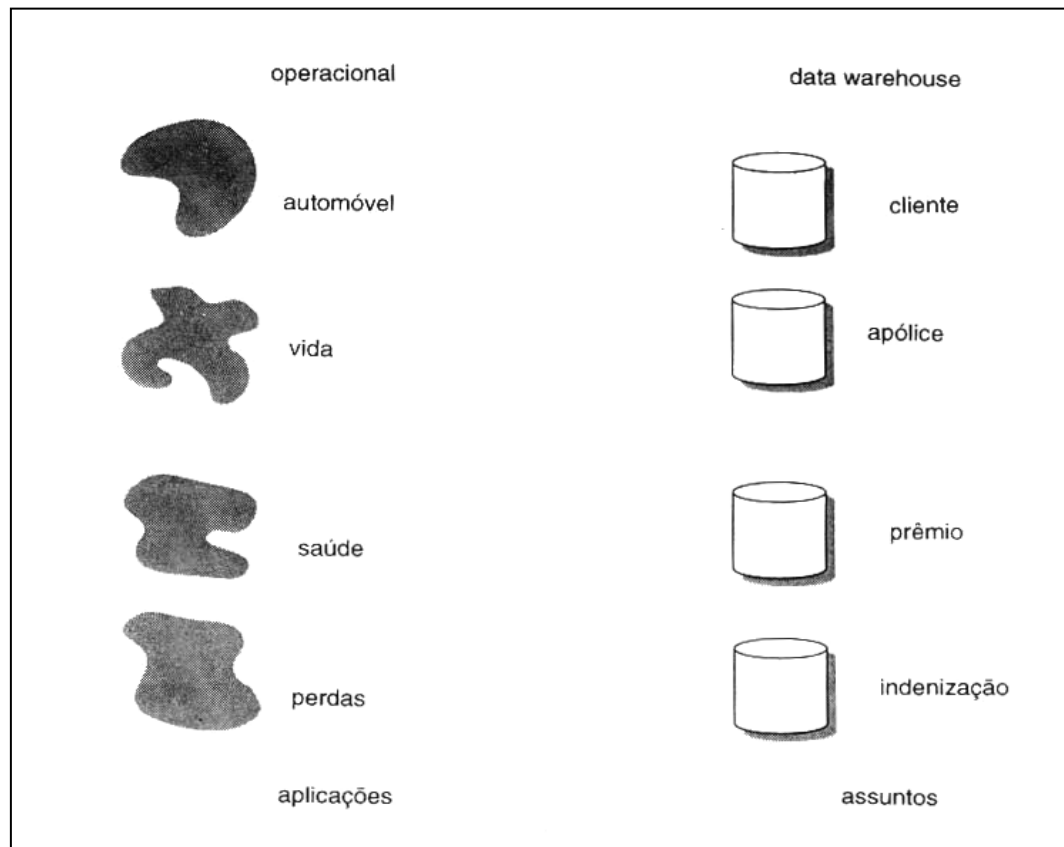 operacional
data warehouse
automóvel
cliente
vida
apólice
saúde
prêmio
perdas
indenização
aplicações
assuntos